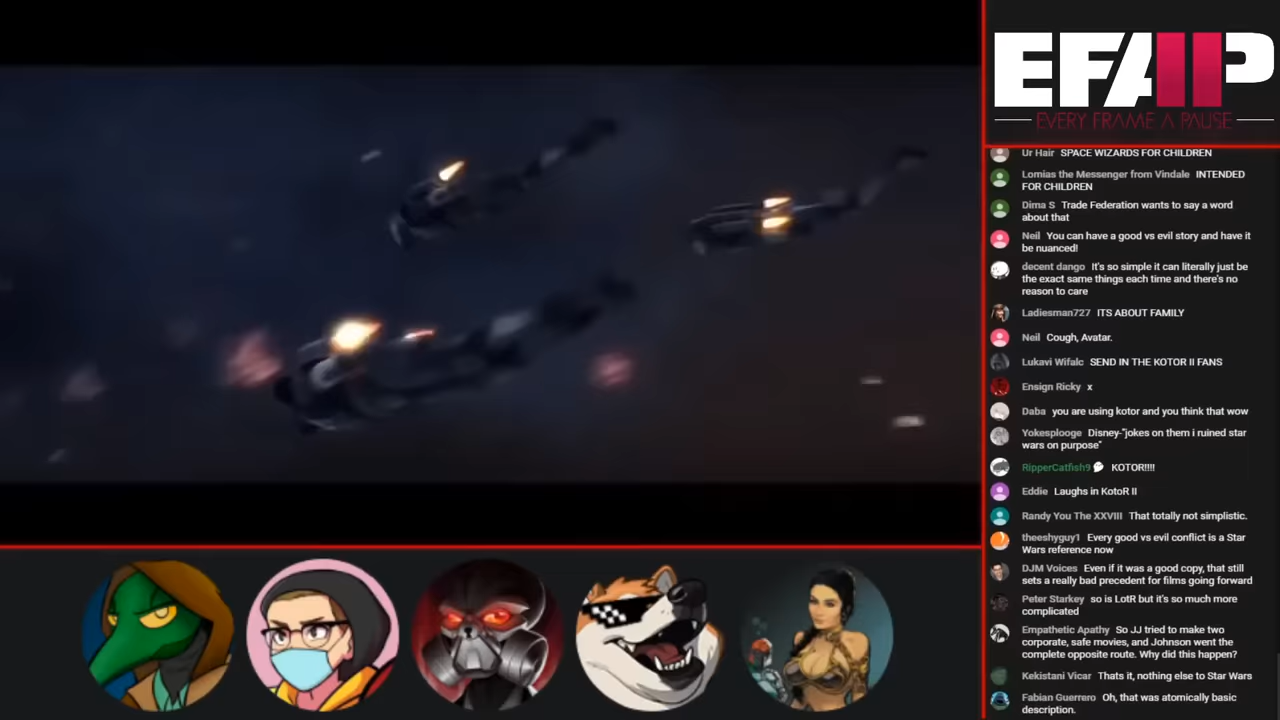 EFAP
EVERY FRAME A PAUSE
Ur Hair SPACE WIZARDS FOR CHILDREN
Lomias the Messenger from Vindale INTENDED
FOR CHILDREN
Dima S Trade Federation wants to say a word
about that
Neil You can have a good vs evil story and have it
be nuanced!
decent dango It's so simple it can literally just be
the exact same things each time and there's no
reason to care
Ladiesman727 ITS ABOUT FAMILY
Neil Cough, Avatar.
Lukavi Wifalc SEND IN THE KOTOR II FANS
Ensign Ricky x
Daba you are using kotor and you think that wow
Yokesplooge Disney-"jokes on them i ruined star
wars on purpose"
RipperCatfish9 KOTOR!!!!
Eddie Laughs in KotoR II
Randy You The XXVIII That totally not simplistic.
theeshyguy1 Every good vs evil conflict is a Star
Wars reference now
DJM Voices Even if it was a good copy, that still
sets a really bad precedent for films going forward
Peter Starkey so is LotR but it's so much more
complicated
Empathetic Apathy So JJ tried to make two
corporate, safe movies, and Johnson went the
complete opposite route. Why did this happen?
Kekistani Vicar Thats it, nothing else to Star Wars
Fabian Guerrero Oh, that was atomically basic
description.